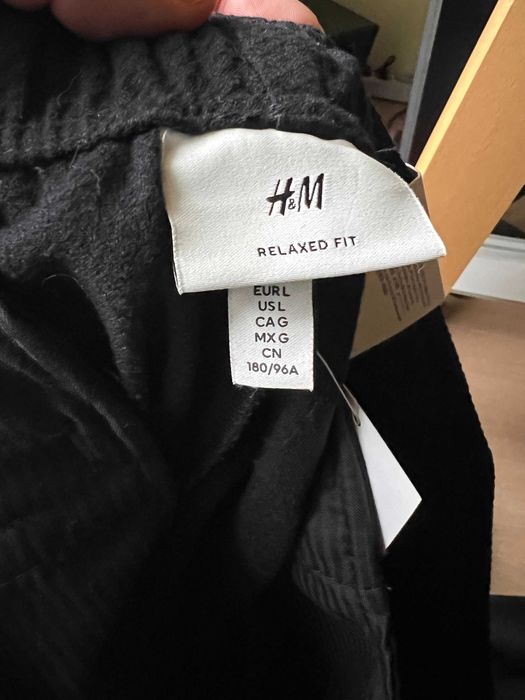 H&M
RELAXED FIT
EUR L
US L
CA G
MX G
CN
180/96A